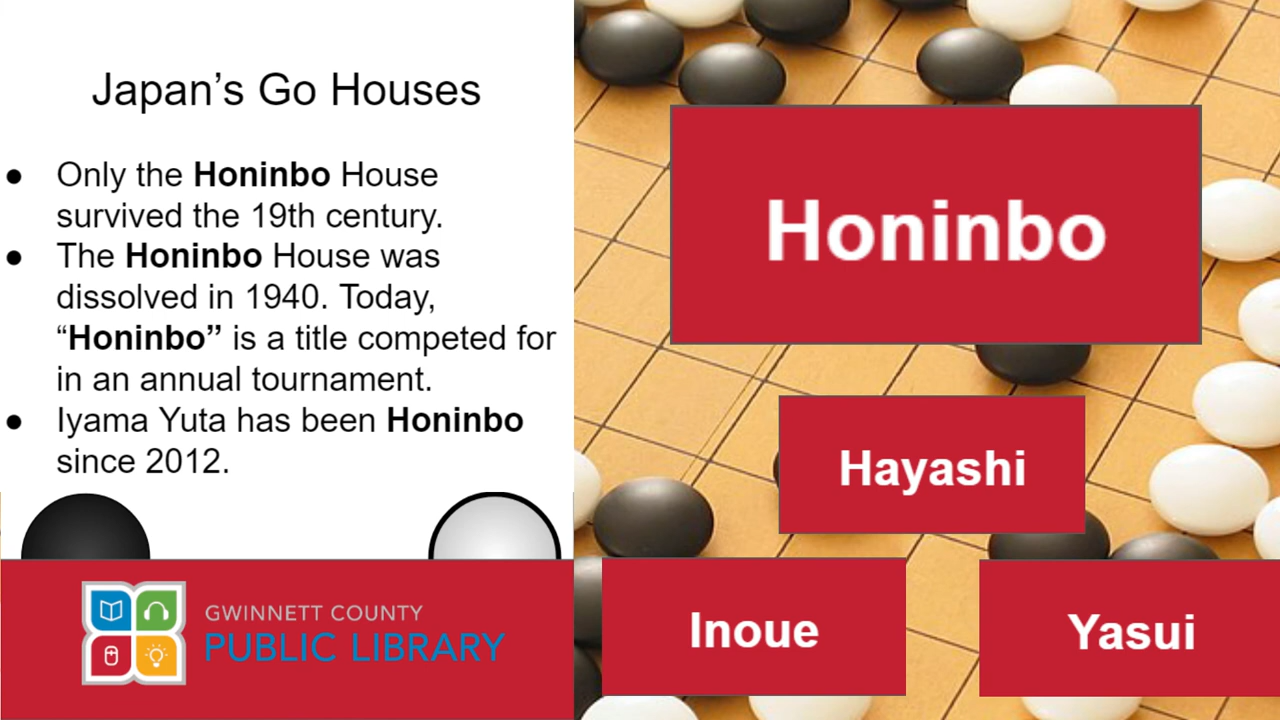 Japan’s Go Houses
● Only the Honinbo House
survived the 19th century.
● The Honinbo House was
dissolved in 1940. Today,
“Honinbo” is a title competed for
in an annual tournament.
● Iyama Yuta has been Honinbo
since 2012.
GWINNETT COUNTY
PUBLIC LIBRARY
Honinbo
Hayashi
Inoue
Yasui